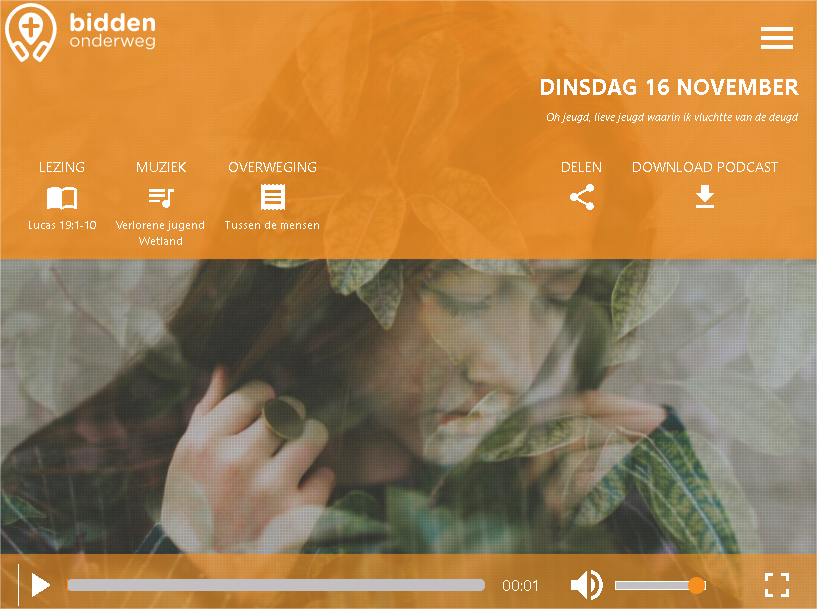 bidden
onderweg
DINSDAG 16 NOVEMBER
Oh jeugd, lieve jeugd waarin ik vluchtte van de deugd
LEZING
Lucas 19:1-10
MUZIEK
Verlorene jugend
Wetland
OVERWEGING
Tussen de mensen
DELEN
DOWNLOAD PODCAST
00:01